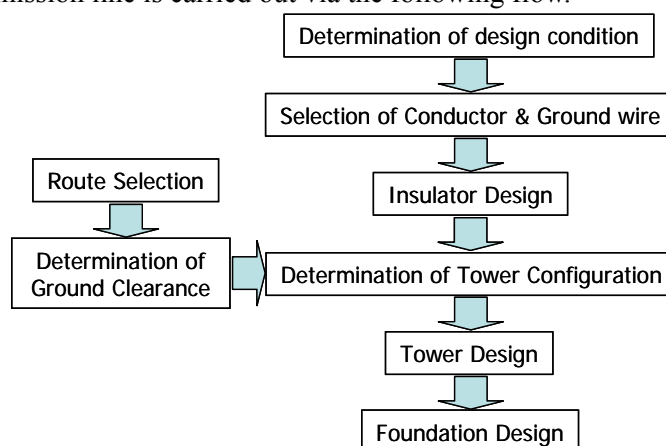 mission line is carried out via the following flow.
Determination of design condition
Selection of Conductor & Ground wire
Route Selection
Insulator Design
Determination of
Ground Clearance
Determination of Tower Configuration
Tower Design
Foundation Design